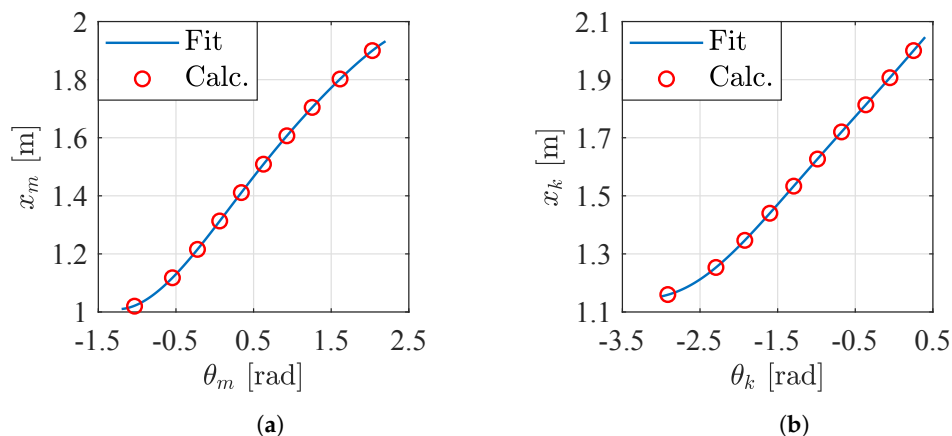 2
1.8
1.6
1.4
1.2
1
x_m [m]
Fit
Calc.
-1.5 -0.5 0.5 1.5 2.5
θ_m [rad]
(a)
2.1
1.9
1.7
1.5
1.3
1.1
x_k [m]
Fit
Calc.
-3.5 -2.5 -1.5 -0.5 0.5
θ_k [rad]
(b)